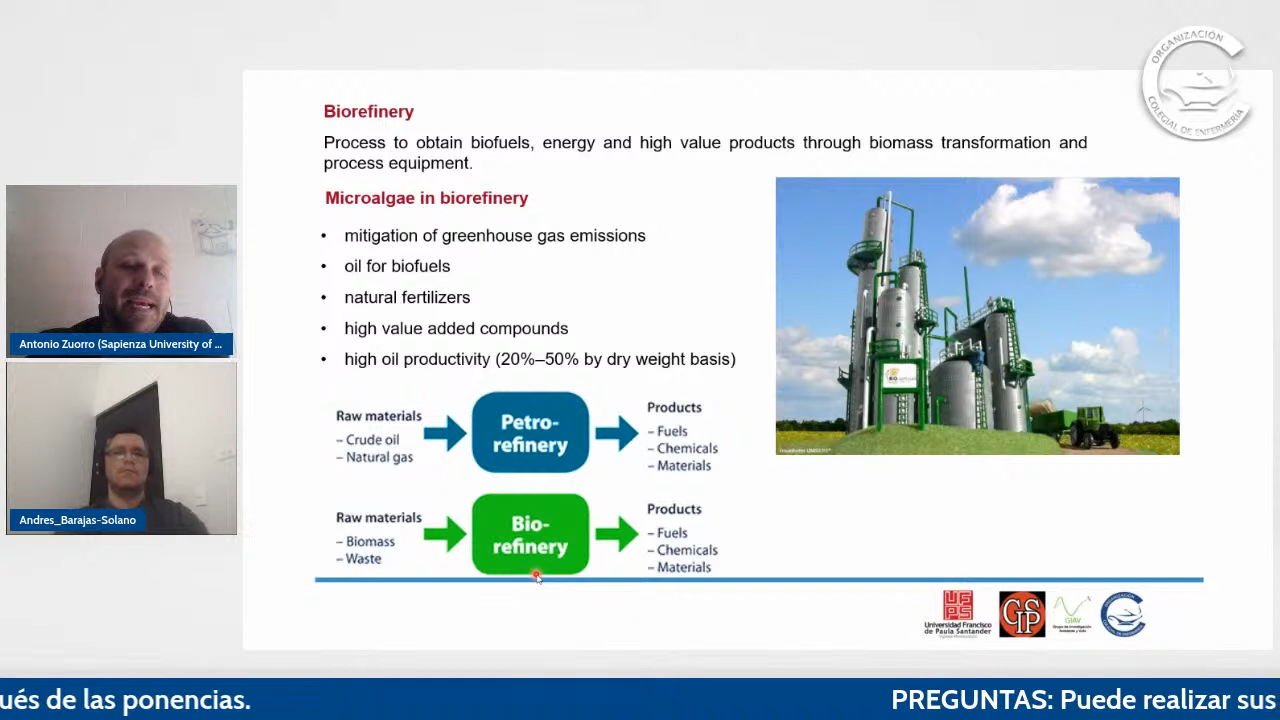 ORGANIZACIÓN
COLEGIAL DE ENFERMERÍA
Biorefinery
Process to obtain biofuels, energy and high value products through biomass transformation and
process equipment.
Microalgae in biorefinery
• mitigation of greenhouse gas emissions
• oil for biofuels
• natural fertilizers
• high value added compounds
• high oil productivity (20%–50% by dry weight basis)
Antonio Zuorro (Sapienza University of ...
Andres_Barajas-Solano
Raw materials
– Crude oil
– Natural gas
Petro-
refinery
Products
– Fuels
– Chemicals
– Materials
Raw materials
– Biomass
– Waste
Bio-
refinery
Products
– Fuels
– Chemicals
– Materials
UFPS
Universidad Francisco
de Paula Santander
GIAV
ués de las ponencias.
PREGUNTAS: Puede realizar sus